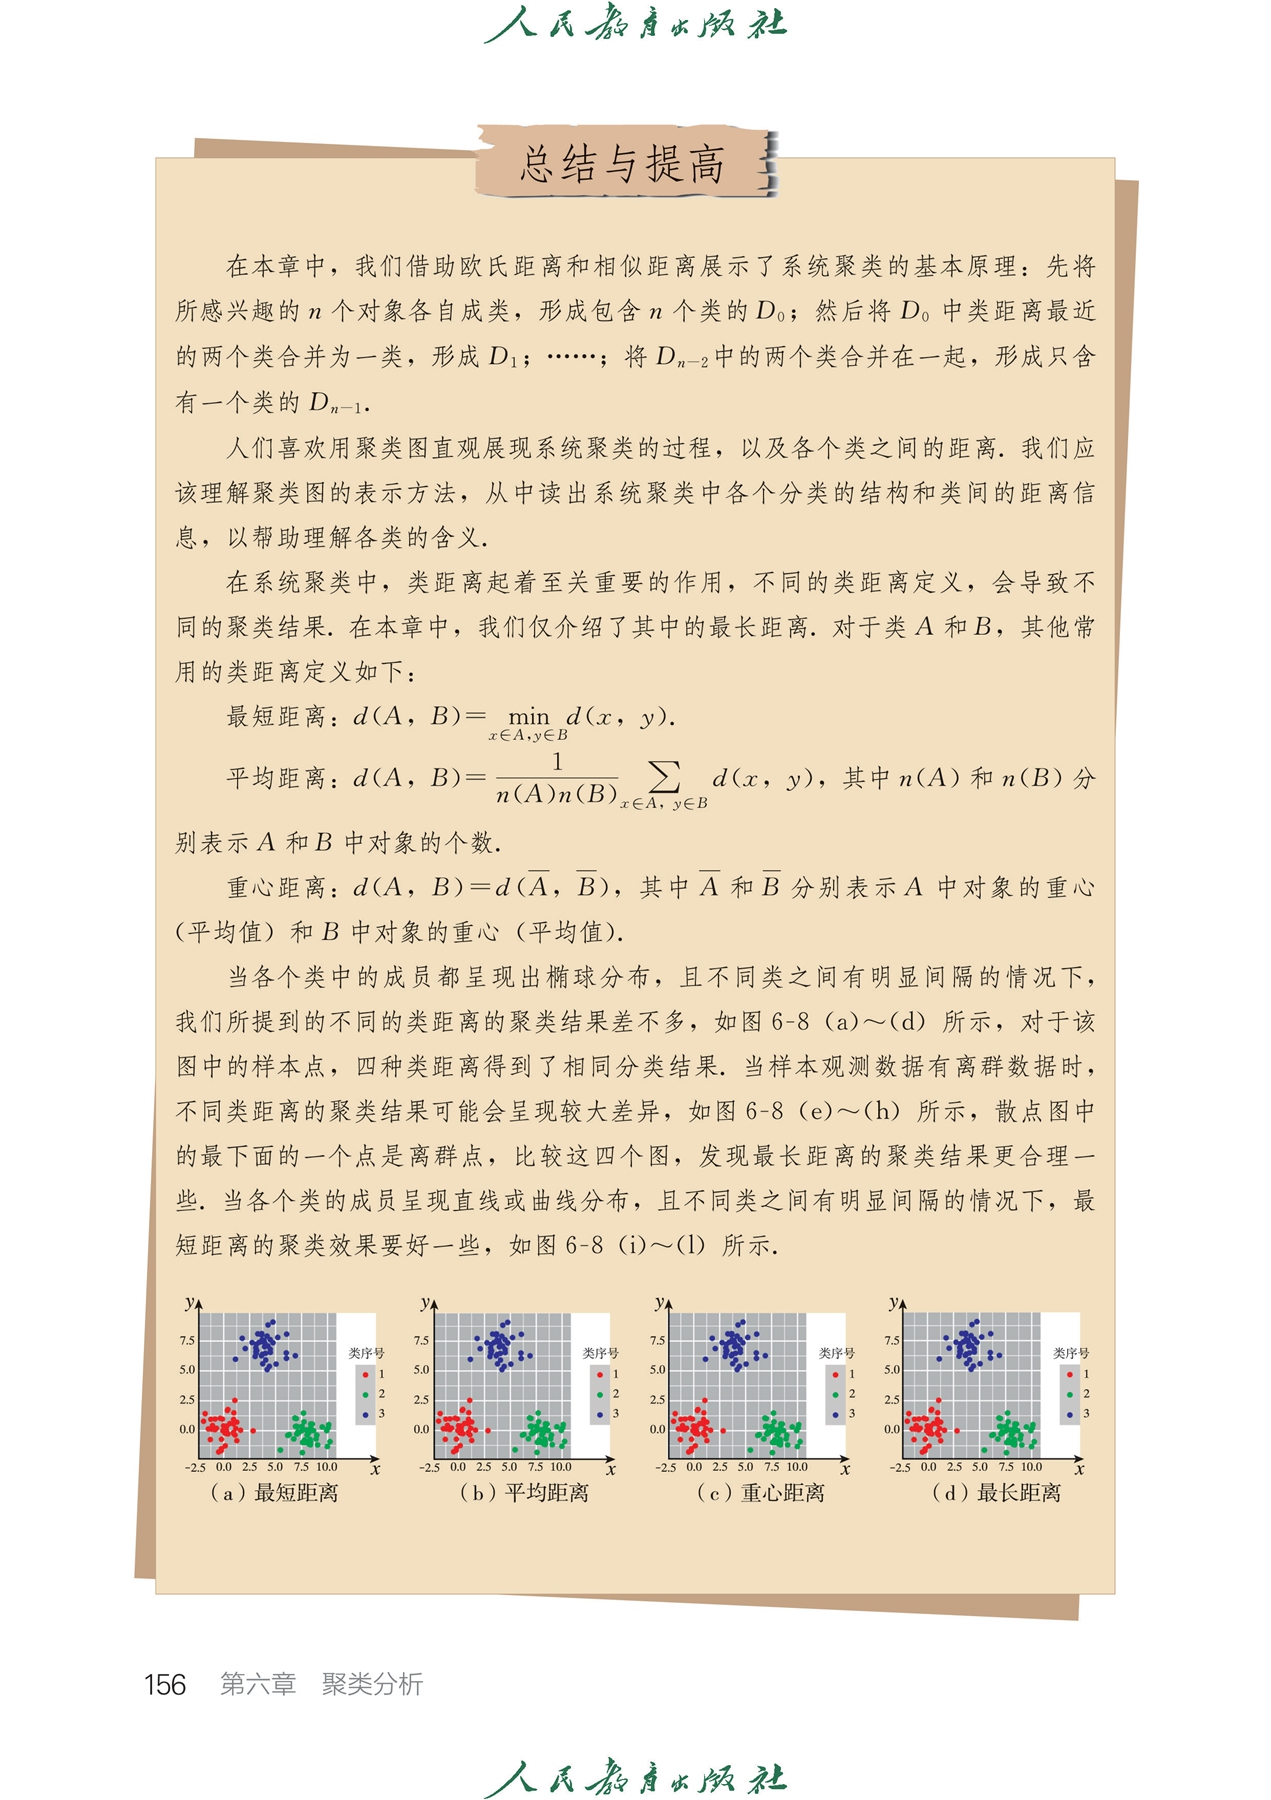 人民教育出版社
总结与提高
在本章中，我们借助欧氏距离和相似距离展示了系统聚类的基本原理：先将
所感兴趣的 n 个对象各自成类，形成包含 n 个类的 D₀；然后将 D₀ 中类距离最近
的两个类合并为一类，形成 D₁；……；将 Dₙ₋₂中的两个类合并在一起，形成只含
有一个类的 Dₙ₋₁．
人们喜欢用聚类图直观展现系统聚类的过程，以及各个类之间的距离．我们应
该理解聚类图的表示方法，从中读出系统聚类中各个分类的结构和类间的距离信
息，以帮助理解各类的含义．
在系统聚类中，类距离起着至关重要的作用，不同的类距离定义，会导致不
同的聚类结果．在本章中，我们仅介绍了其中的最长距离．对于类 A 和 B，其他常
用的类距离定义如下：
最短距离：d(A，B)= min d(x，y)．
x∈A,y∈B
平均距离：d(A，B)= 1/(n(A)n(B)) ∑ d(x，y)，其中 n(A) 和 n(B) 分
x∈A，y∈B
别表示 A 和 B 中对象的个数．
重心距离：d(A，B)=d(A̅，B̅)，其中 A̅ 和 B̅ 分别表示 A 中对象的重心
（平均值）和 B 中对象的重心（平均值）．
当各个类中的成员都呈现出椭球分布，且不同类之间有明显间隔的情况下，
我们所提到的不同的类距离的聚类结果差不多，如图 6-8（a）～（d）所示，对于该
图中的样本点，四种类距离得到了相同分类结果．当样本观测数据有离群数据时，
不同类距离的聚类结果可能会呈现较大差异，如图 6-8（e）～（h）所示，散点图中
的最下面的一个点是离群点，比较这四个图，发现最长距离的聚类结果更合理一
些．当各个类的成员呈现直线或曲线分布，且不同类之间有明显间隔的情况下，最
短距离的聚类效果要好一些，如图 6-8（i）～（l）所示．
y
7.5
5.0
2.5
0.0
-2.5 0.0 2.5 5.0 7.5 10.0 x
类序号
1
2
3
（a）最短距离
y
7.5
5.0
2.5
0.0
-2.5 0.0 2.5 5.0 7.5 10.0 x
类序号
1
2
3
（b）平均距离
y
7.5
5.0
2.5
0.0
-2.5 0.0 2.5 5.0 7.5 10.0 x
类序号
1
2
3
（c）重心距离
y
7.5
5.0
2.5
0.0
-2.5 0.0 2.5 5.0 7.5 10.0 x
类序号
1
2
3
（d）最长距离
156 第六章 聚类分析
人民教育出版社